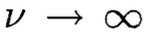 ν → ∞